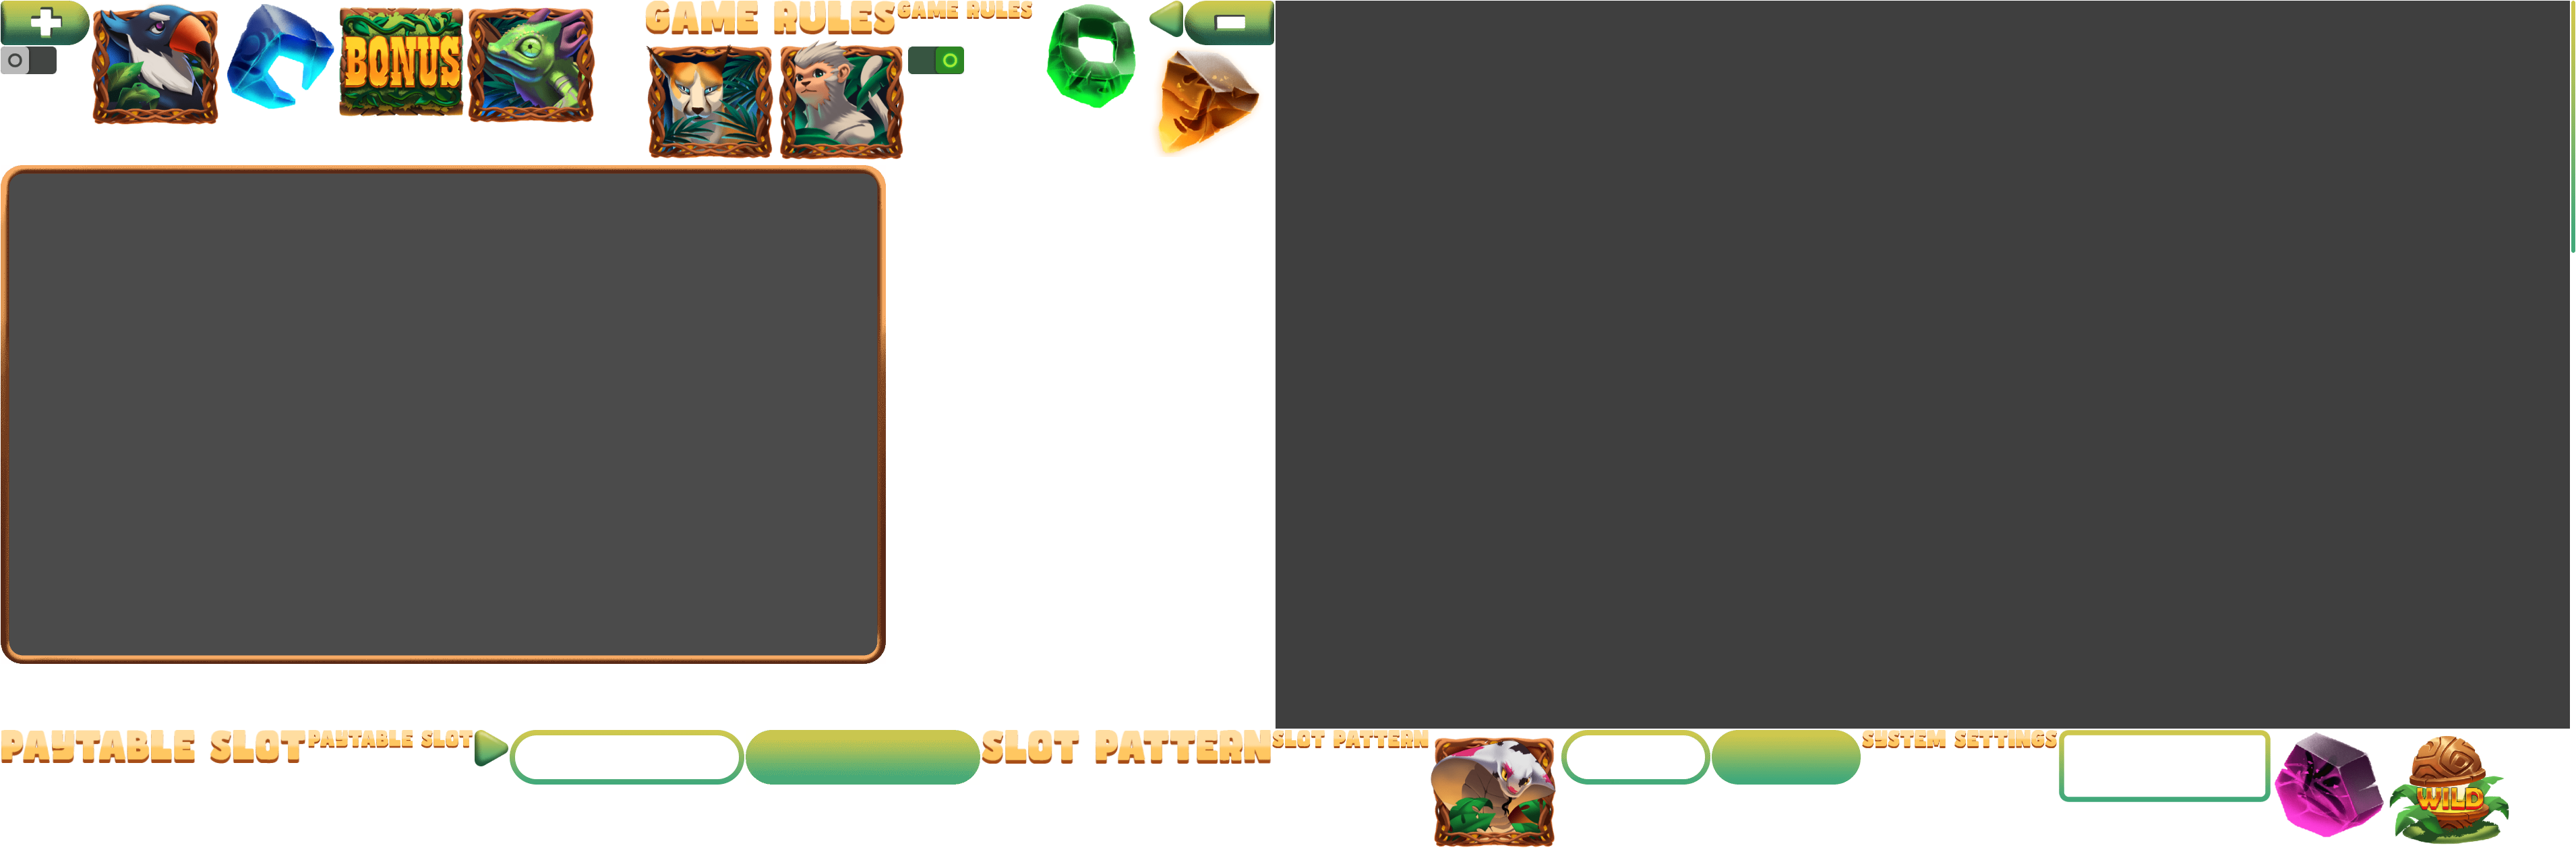 GAME RULES
GAME RULES
BONUS
PAYTABLE SLOT
PAYTABLE SLOT
SLOT PATTERN
SLOT PATTERN
SYSTEM SETTINGS
WILD